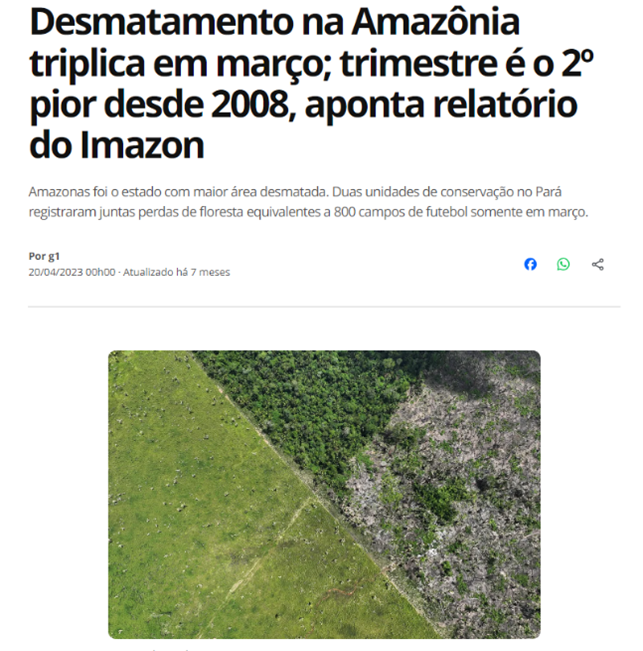 Desmatamento na Amazônia
triplica em março; trimestre é o 2º
pior desde 2008, aponta relatório
do Imazon
Amazonas foi o estado com maior área desmatada. Duas unidades de conservação no Pará
registraram juntas perdas de floresta equivalentes a 800 campos de futebol somente em março.
Por g1
20/04/2023 00h00 · Atualizado há 7 meses